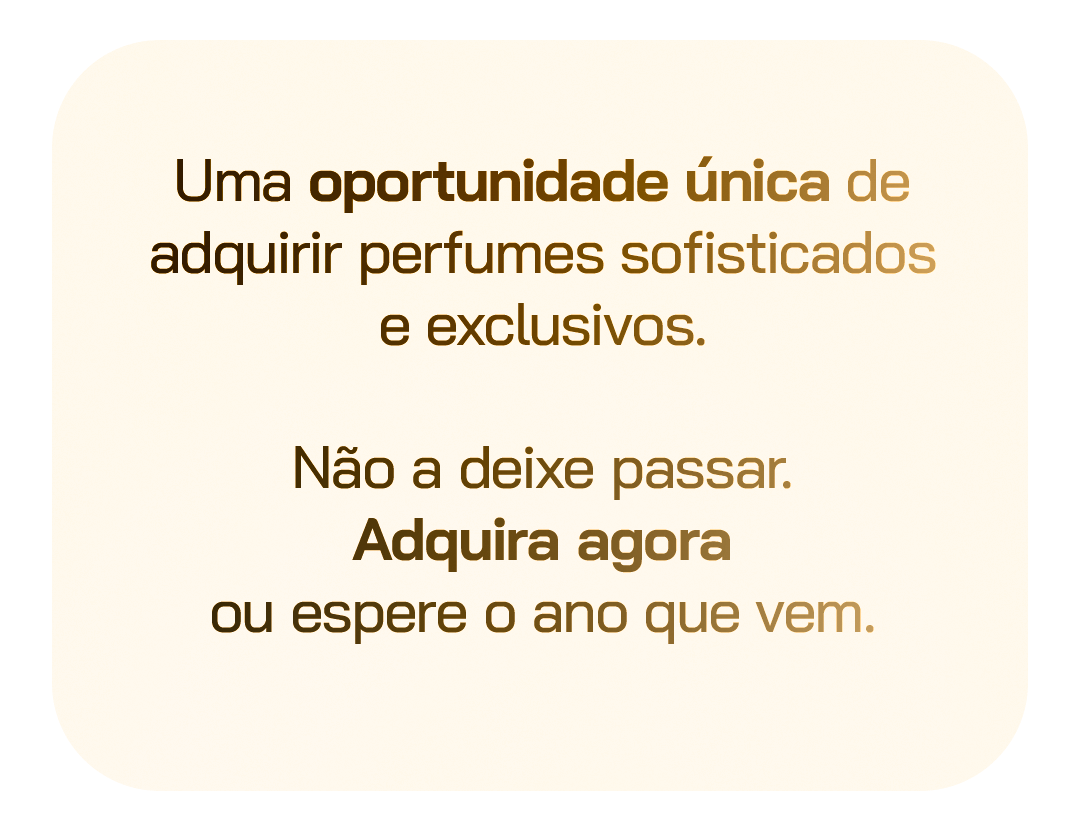 Uma oportunidade única de
adquirir perfumes sofisticados
e exclusivos.
Não a deixe passar.
Adquira agora
ou espere o ano que vem.